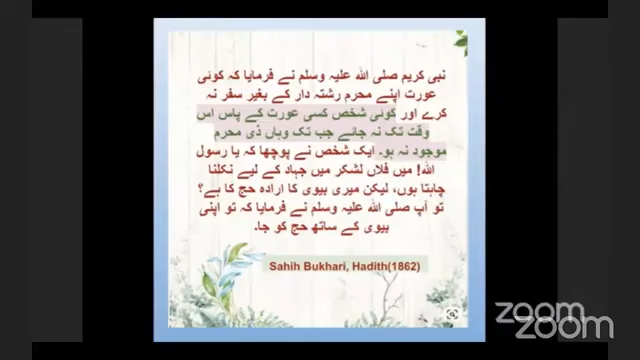 نبی کریم صلی اللہ علیہ وسلم نے فرمایا کہ کوئی
عورت اپنے محرم رشتہ دار کے بغیر سفر نہ
کرے اور کوئی شخص کسی عورت کے پاس اس
وقت تک نہ جائے جب تک وہاں ذی محرم
موجود نہ ہو۔ ایک شخص نے پوچھا کہ یا رسول
اللہ! میں فلاں لشکر میں جہاد کے لیے نکلنا
چاہتا ہوں، لیکن میری بیوی کا ارادہ حج کا ہے؟
تو آپ صلی اللہ علیہ وسلم نے فرمایا کہ تو اپنی
بیوی کے ساتھ حج کو جا۔
Sahih Bukhari, Hadith(1862)
zoom
zoom